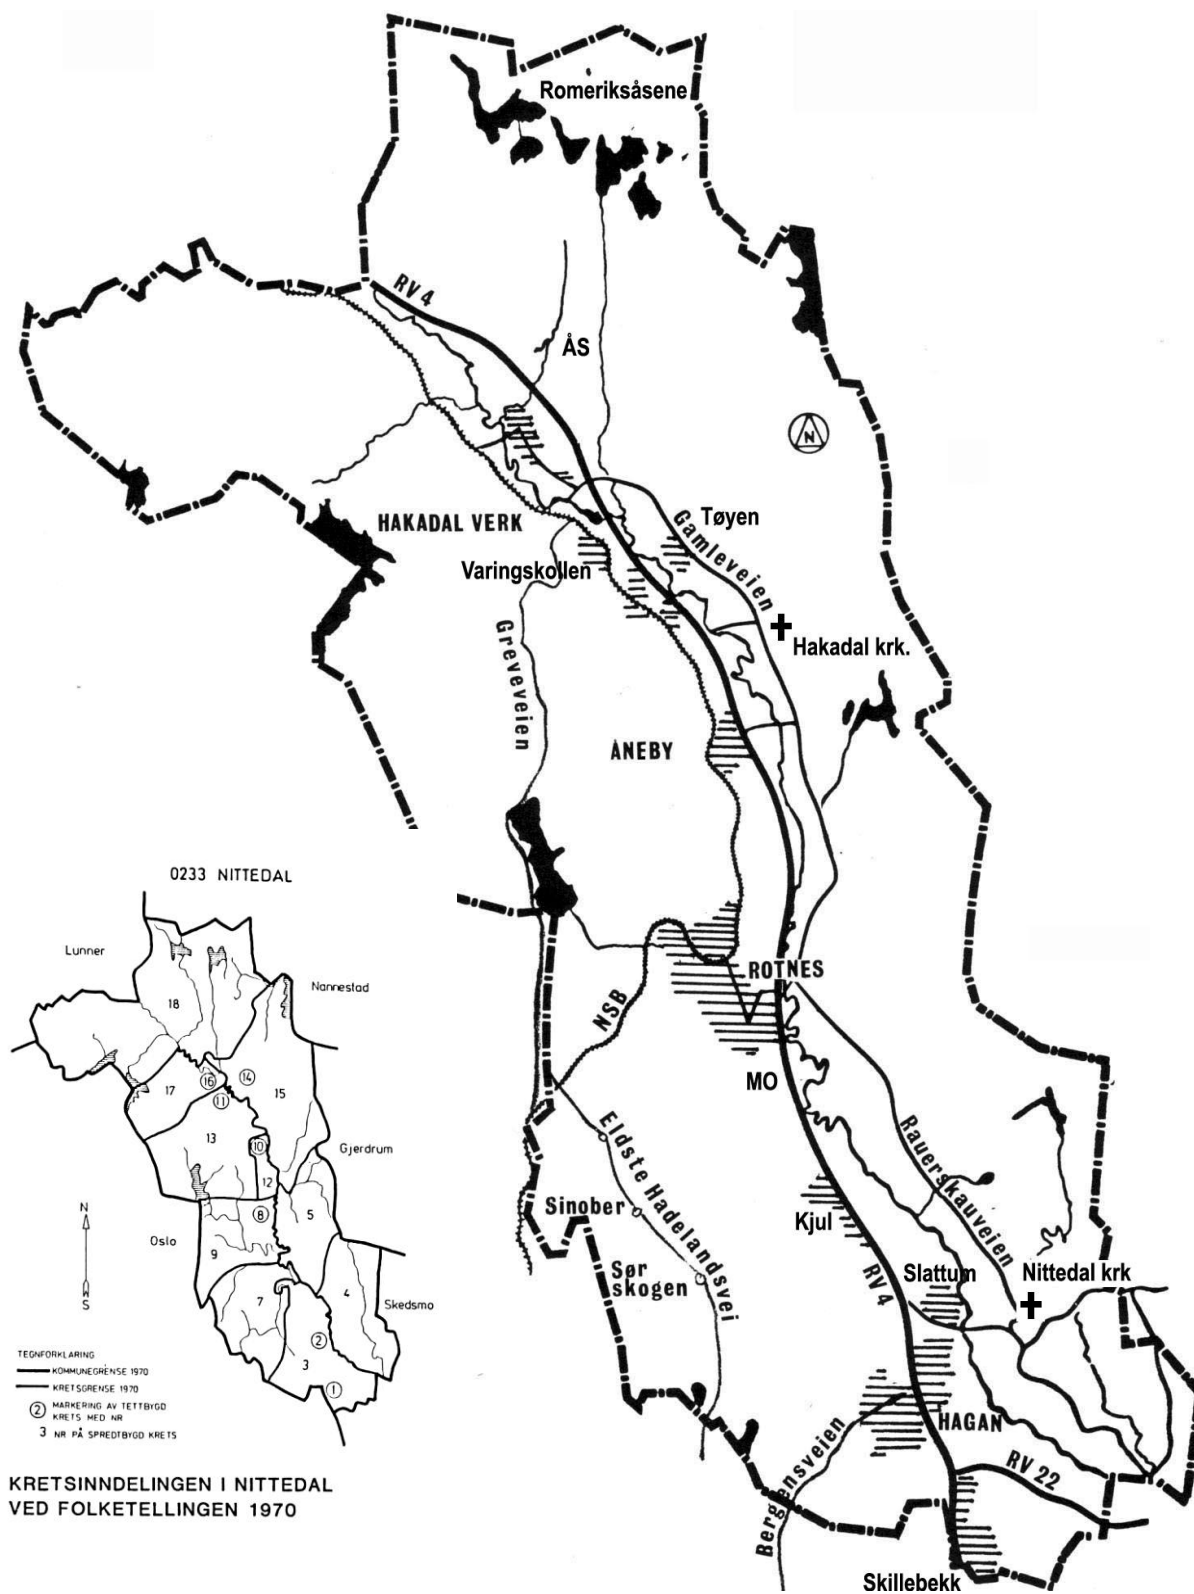 Romeriksåsene
RV 4
ÅS
N
HAKADAL VERK
Tøyen
Gamleveien
Varingskollen
Hakadal krk.
Greveveien
ÅNEBY
ROTNES
NSB
MO
Eldste Hadelandsvei
Rauerskauveien
Sinober
Kjul
Sør
skogen
RV4
Slattum
Nittedal krk
HAGAN
Bergensveien
RV 22
Skillebekk
0233 NITTEDAL
Lunner
Nannestad
18
17
16
14
15
11
13
10
Gjerdrum
12
8
5
N
Oslo
9
S
7
4
Skedsmo
2
3
1
TEGNFORKLARING
KOMMUNEGRENSE 1970
KRETSGRENSE 1970
2 MARKERING AV TETTBYGD
KRETS MED NR
3 NR PÅ SPREDTBYGD KRETS
KRETSINNDELINGEN I NITTEDAL
VED FOLKETELLINGEN 1970